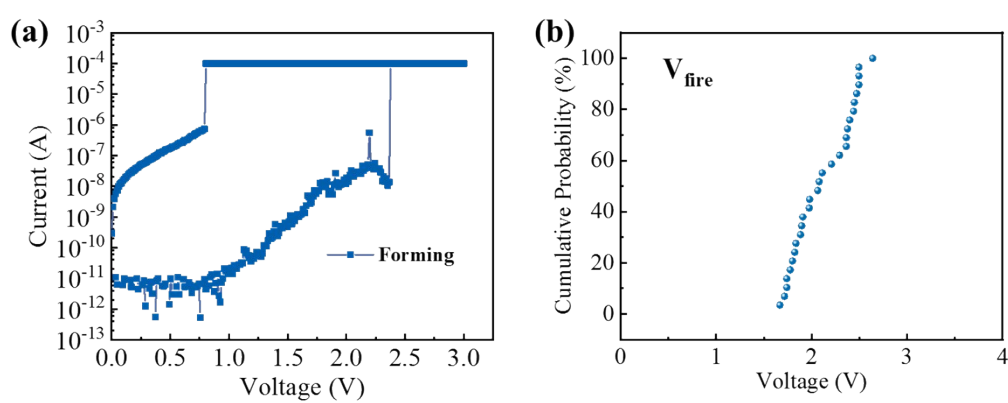 (a)
10⁻³
10⁻⁴
10⁻⁵
10⁻⁶
10⁻⁷
10⁻⁸
10⁻⁹
10⁻¹⁰
10⁻¹¹
10⁻¹²
10⁻¹³
Current (A)
Forming
0.0 0.5 1.0 1.5 2.0 2.5 3.0
Voltage (V)
(b)
V_fire
100
80
60
40
20
0
Cumulative Probability (%)
0 1 2 3 4
Voltage (V)